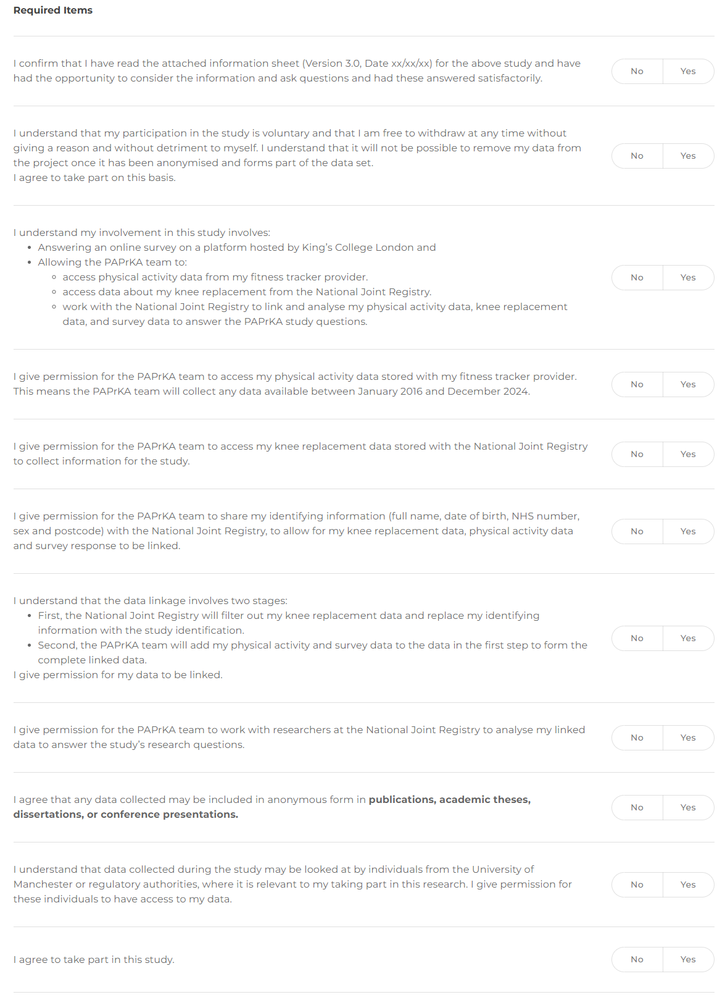 Required Items
I confirm that I have read the attached information sheet (Version 3.0, Date xx/xx/xx) for the above study and have
had the opportunity to consider the information and ask questions and had these answered satisfactorily.
No Yes
I understand that my participation in the study is voluntary and that I am free to withdraw at any time without
giving a reason and without detriment to myself. I understand that it will not be possible to remove my data from
the project once it has been anonymised and forms part of the data set.
I agree to take part on this basis.
No Yes
I understand my involvement in this study involves:
• Answering an online survey on a platform hosted by King’s College London and
• Allowing the PAPrKA team to:
◦ access physical activity data from my fitness tracker provider.
◦ access data about my knee replacement from the National Joint Registry.
◦ work with the National Joint Registry to link and analyse my physical activity data, knee replacement
data, and survey data to answer the PAPrKA study questions.
No Yes
I give permission for the PAPrKA team to access my physical activity data stored with my fitness tracker provider.
This means the PAPrKA team will collect any data available between January 2016 and December 2024.
No Yes
I give permission for the PAPrKA team to access my knee replacement data stored with the National Joint Registry
to collect information for the study.
No Yes
I give permission for the PAPrKA team to share my identifying information (full name, date of birth, NHS number,
sex and postcode) with the National Joint Registry, to allow for my knee replacement data, physical activity data
and survey response to be linked.
No Yes
I understand that the data linkage involves two stages:
• First, the National Joint Registry will filter out my knee replacement data and replace my identifying
information with the study identification.
• Second, the PAPrKA team will add my physical activity and survey data to the data in the first step to form the
complete linked data.
I give permission for my data to be linked.
No Yes
I give permission for the PAPrKA team to work with researchers at the National Joint Registry to analyse my linked
data to answer the study’s research questions.
No Yes
I agree that any data collected may be included in anonymous form in publications, academic theses,
dissertations, or conference presentations.
No Yes
I understand that data collected during the study may be looked at by individuals from the University of
Manchester or regulatory authorities, where it is relevant to my taking part in this research. I give permission for
these individuals to have access to my data.
No Yes
I agree to take part in this study.
No Yes